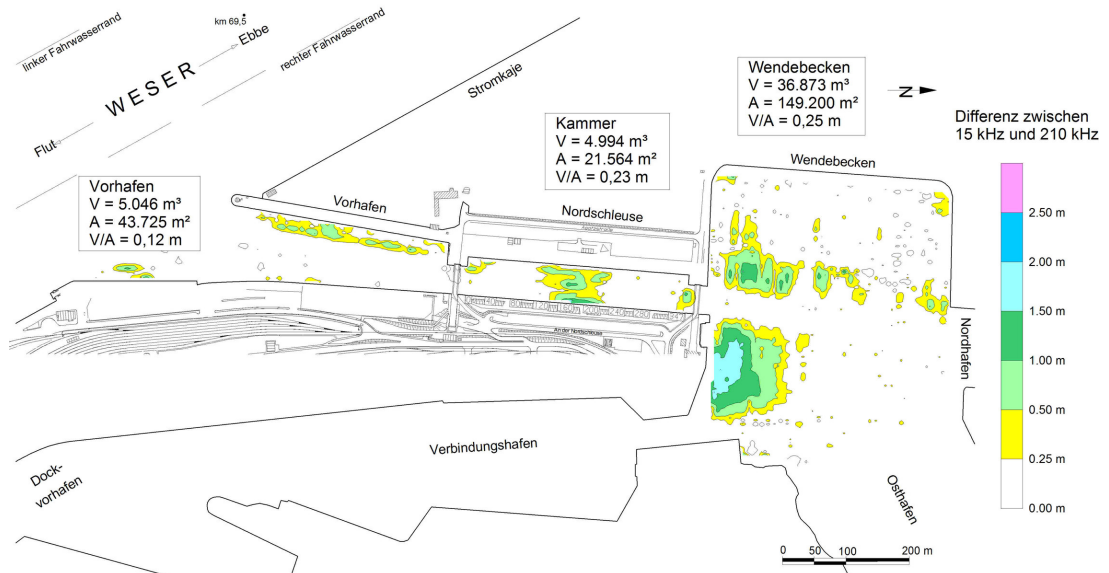 km 69,5
linker Fahrwasserrand
WESER
Ebbe
Flut
rechter Fahrwasserrand
Stromkaje
Wendebecken
V = 36.873 m³
A = 149.200 m²
V/A = 0,25 m
N
Differenz zwischen
15 kHz und 210 kHz
Kammer
V = 4.994 m³
A = 21.564 m²
V/A = 0,23 m
Vorhafen
V = 5.046 m³
A = 43.725 m²
V/A = 0,12 m
Vorhafen
Nordschleuse
Wendebecken
2.50 m
2.00 m
1.50 m
1.00 m
0.50 m
0.25 m
0.00 m
An der Nordschleuse
Nordhafen
Verbindungshafen
Dock-
vorhafen
Osthafen
0 50 100 200 m